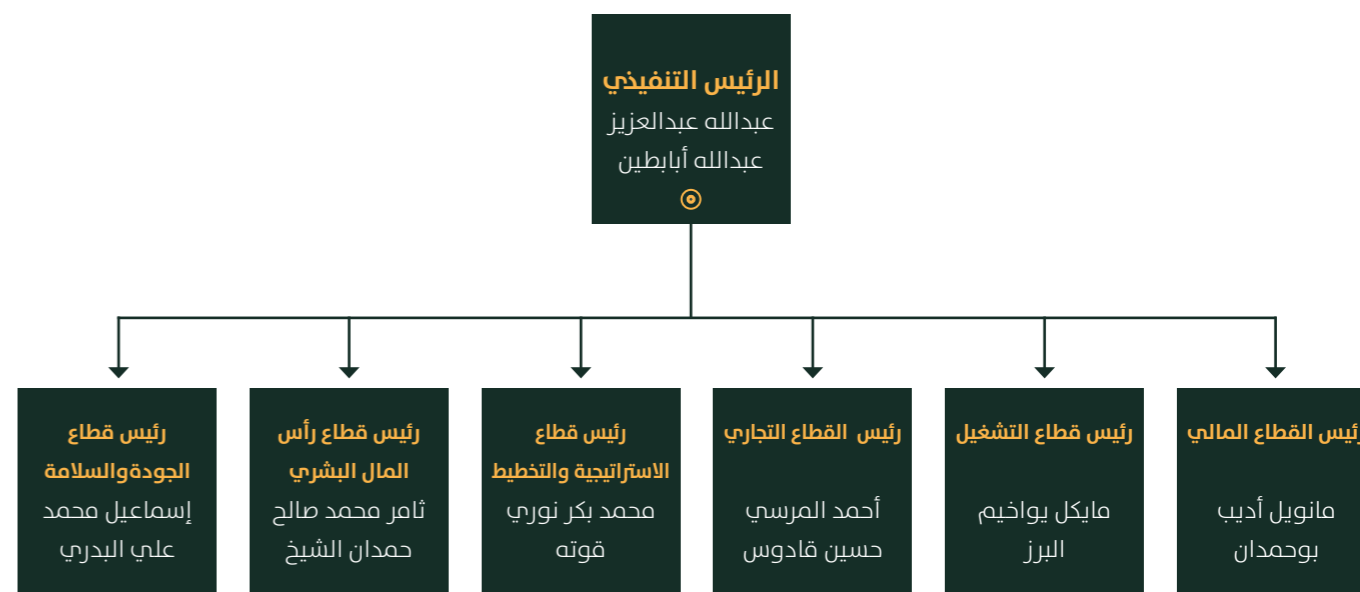 الرئيس التنفيذي
عبدالله عبدالعزيز
عبدالله أبابطين
رئيس القطاع المالي
مانويل أديب
بوحمدان
رئيس قطاع التشغيل
مايكل يواخيم
البرز
رئيس القطاع التجاري
أحمد المرسي
حسين قادوس
رئيس قطاع
الاستراتيجية والتخطيط
محمد بكر نوري
قوته
رئيس قطاع رأس
المال البشري
ثامر محمد صالح
حمدان الشيخ
رئيس قطاع
الجودةوالسلامة
إسماعيل محمد
علي البدري